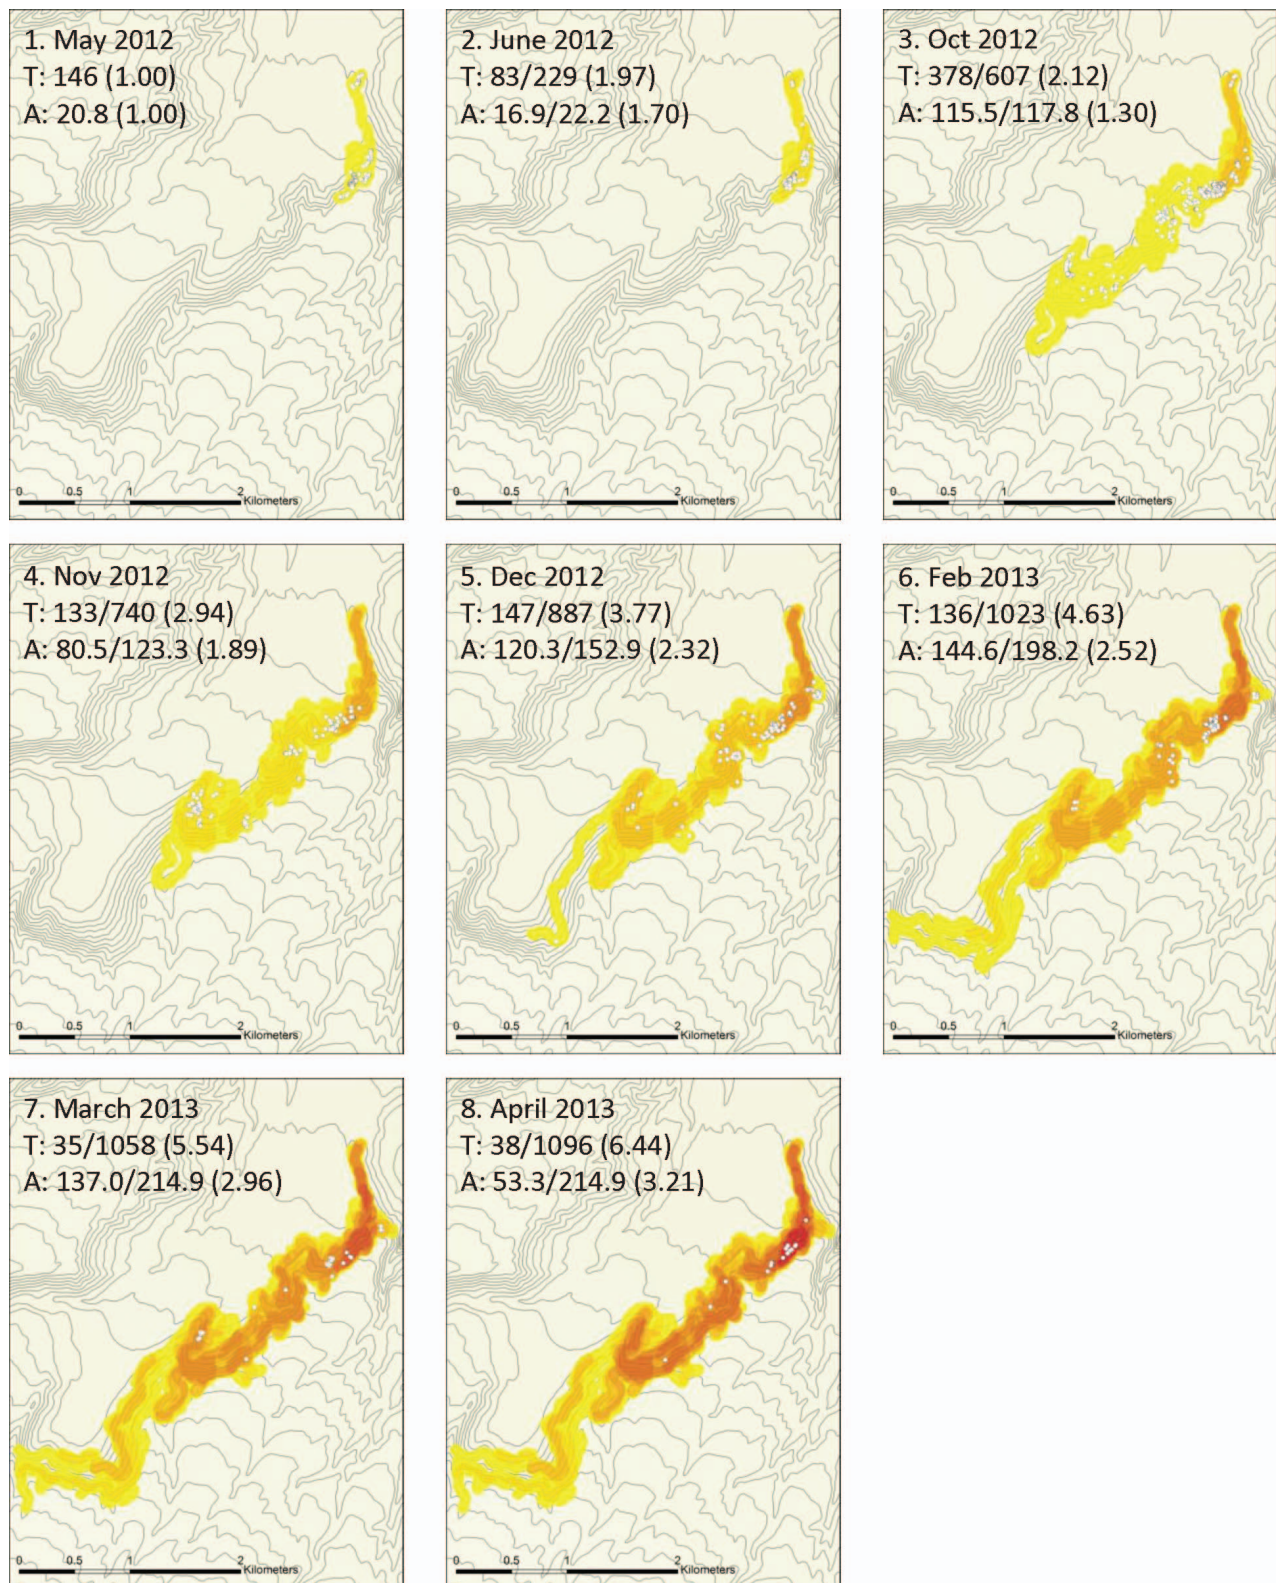 1. May 2012
T: 146 (1.00)
A: 20.8 (1.00)
0 0.5 1 2
Kilometers
2. June 2012
T: 83/229 (1.97)
A: 16.9/22.2 (1.70)
0 0.5 1 2
Kilometers
3. Oct 2012
T: 378/607 (2.12)
A: 115.5/117.8 (1.30)
0 0.5 1 2
Kilometers
4. Nov 2012
T: 133/740 (2.94)
A: 80.5/123.3 (1.89)
0 0.5 1 2
Kilometers
5. Dec 2012
T: 147/887 (3.77)
A: 120.3/152.9 (2.32)
0 0.5 1 2
Kilometers
6. Feb 2013
T: 136/1023 (4.63)
A: 144.6/198.2 (2.52)
0 0.5 1 2
Kilometers
7. March 2013
T: 35/1058 (5.54)
A: 137.0/214.9 (2.96)
0 0.5 1 2
Kilometers
8. April 2013
T: 38/1096 (6.44)
A: 53.3/214.9 (3.21)
0 0.5 1 2
Kilometers